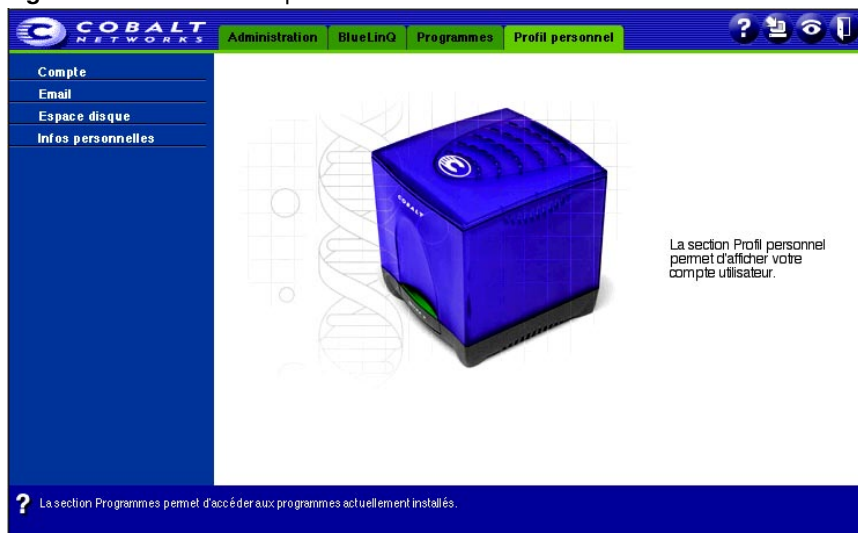 COBALT
NETWORKS
Administration
BlueLinQ
Programmes
Profil personnel
Compte
Email
Espace disque
Infos personnelles
COBALT
La section Profil personnel
permet d'afficher votre
compte utilisateur.
La section Programmes permet d'accéder aux programmes actuellement installés.